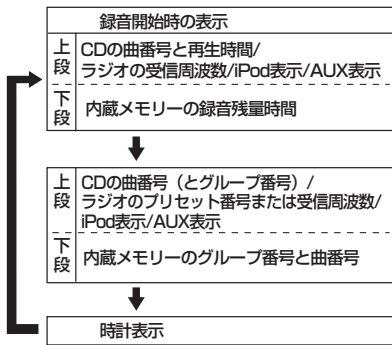 録音開始時の表示
上段
CDの曲番号と再生時間/
ラジオの受信周波数/iPod表示/AUX表示
下段
内蔵メモリーの録音残量時間
上段
CDの曲番号（とグループ番号）/
ラジオのプリセット番号または受信周波数/
iPod表示/AUX表示
下段
内蔵メモリーのグループ番号と曲番号
時計表示